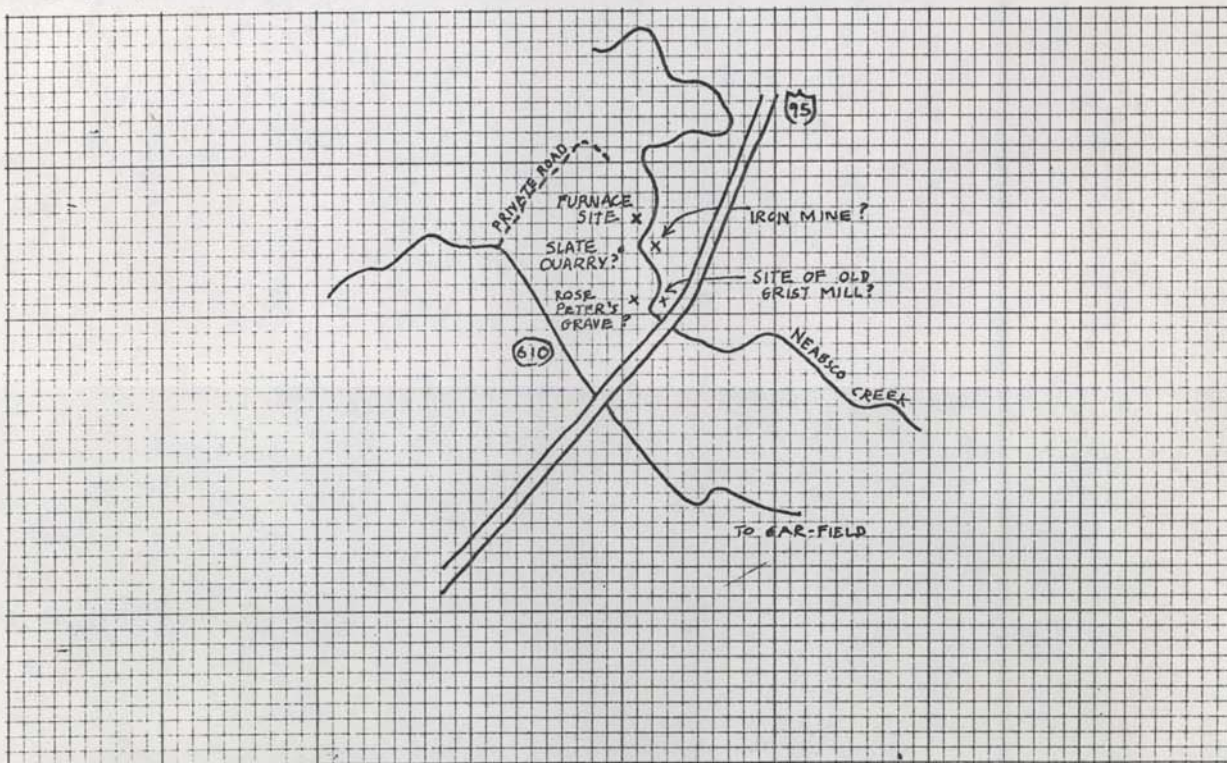 95
PRIVATE ROAD
FURNACE
SITE
IRON MINE?
SLATE
QUARRY?
SITE OF OLD
GRIST MILL?
ROSE
PETER'S
GRAVE?
610
NEABSCO
CREEK
TO GAR-FIELD